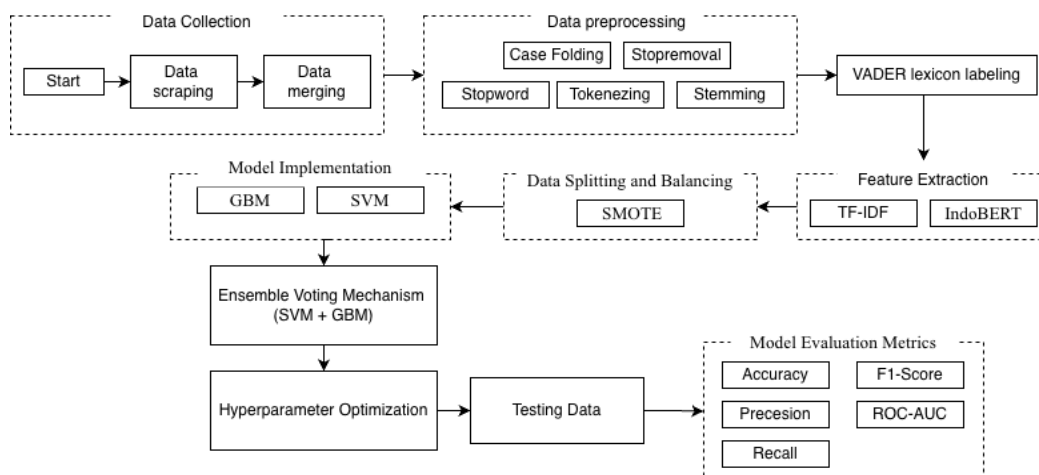 Data Collection
Start
Data
scraping
Data
merging
Data preprocessing
Case Folding
Stopremoval
Stopword
Tokenezing
Stemming
VADER lexicon labeling
Feature Extraction
TF-IDF
IndoBERT
Data Splitting and Balancing
SMOTE
Model Implementation
GBM
SVM
Ensemble Voting Mechanism
(SVM + GBM)
Hyperparameter Optimization
Testing Data
Model Evaluation Metrics
Accuracy
F1-Score
Precesion
ROC-AUC
Recall